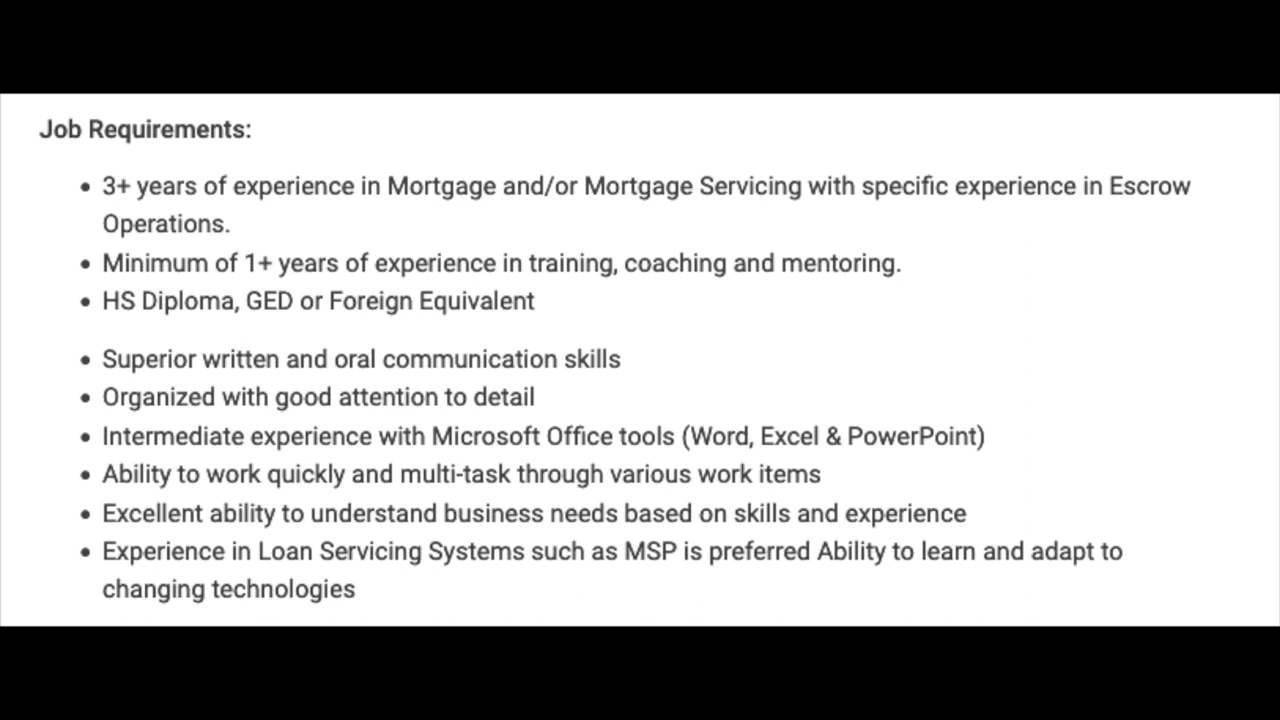 Job Requirements:
• 3+ years of experience in Mortgage and/or Mortgage Servicing with specific experience in Escrow
Operations.
• Minimum of 1+ years of experience in training, coaching and mentoring.
• HS Diploma, GED or Foreign Equivalent
• Superior written and oral communication skills
• Organized with good attention to detail
• Intermediate experience with Microsoft Office tools (Word, Excel & PowerPoint)
• Ability to work quickly and multi-task through various work items
• Excellent ability to understand business needs based on skills and experience
• Experience in Loan Servicing Systems such as MSP is preferred Ability to learn and adapt to
changing technologies